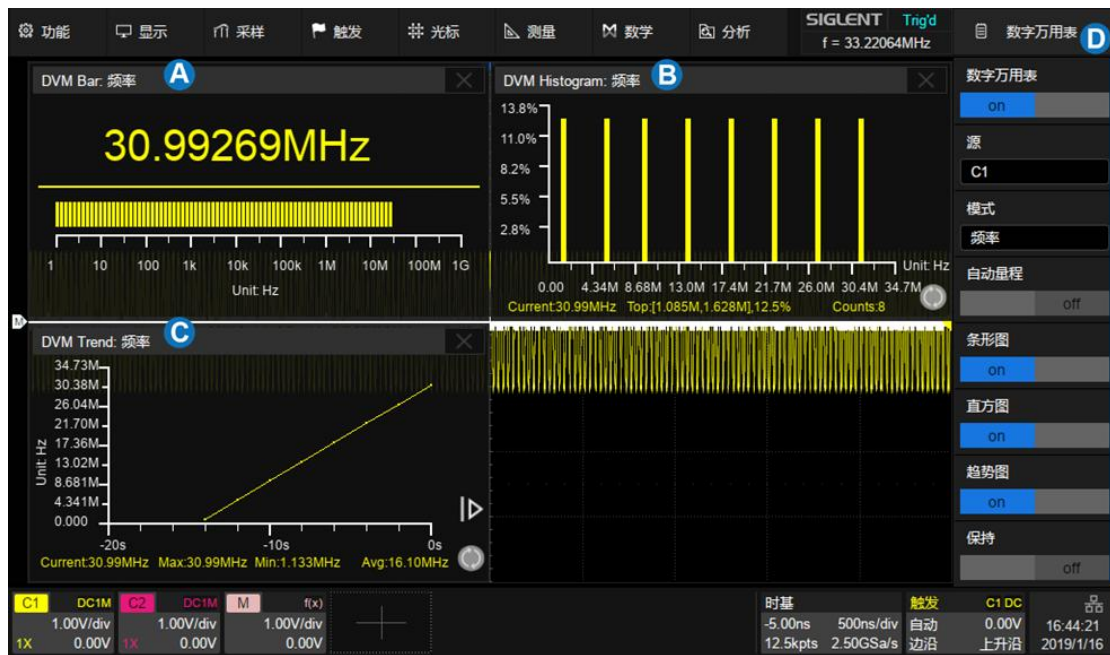 功能 显示 采样 触发 光标 测量 数学 分析 SIGLENT Trig'd
f = 33.22064MHz
数字万用表 D
DVM Bar: 频率 A
30.99269MHz
1 10 100 1k 10k 100k 1M 10M 100M 1G
Unit: Hz
DVM Histogram: 频率 B
13.8%
11.0%
8.2%
5.5%
2.8%
Unit: Hz
0.00 4.34M 8.68M 13.0M 17.4M 21.7M 26.0M 30.4M 34.7M
Current:30.99MHz Top:[1.085M,1.628M],12.5% Counts:8
M
DVM Trend: 频率 C
34.73M
30.38M
26.04M
21.70M
17.36M
13.02M
8.681M
4.341M
0.000
Unit: Hz
-20s -10s 0s
Current:30.99MHz Max:30.99MHz Min:1.133MHz Avg:16.10MHz
数字万用表
on
源
C1
模式
频率
自动量程
off
条形图
on
直方图
on
趋势图
on
保持
off
C1 DC1M
1.00V/div
1X 0.00V
C2 DC1M
1.00V/div
1X 0.00V
M f(x)
1.00V/div
0.00V
时基
-5.00ns 500ns/div
12.5kpts 2.50GSa/s
触发 C1 DC
自动 0.00V
边沿 上升沿
16:44:21
2019/1/16